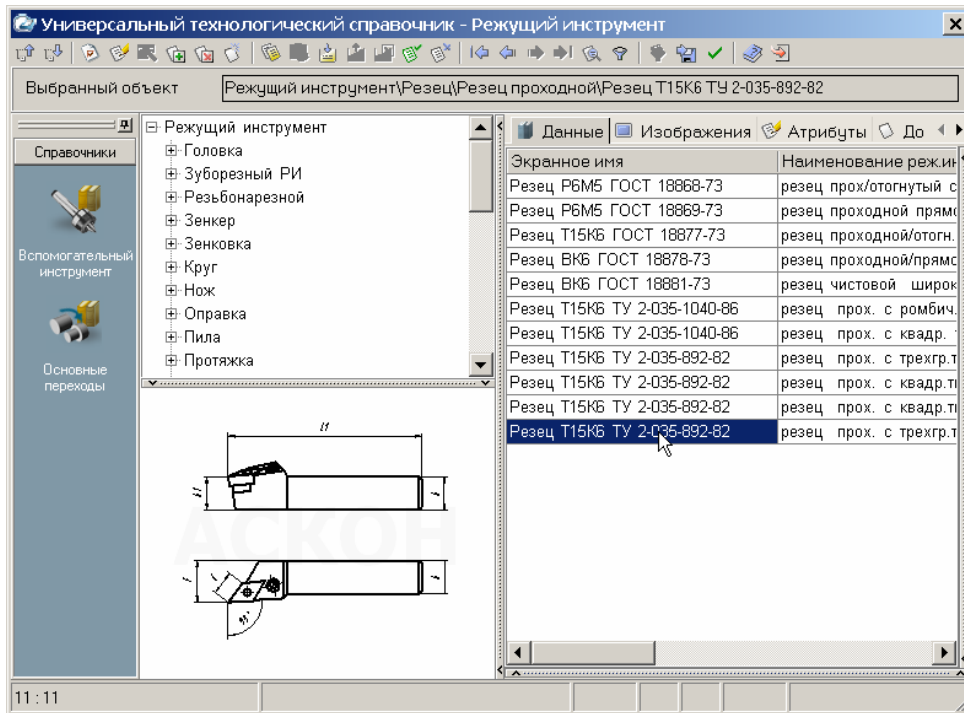 Универсальный технологический справочник - Режущий инструмент
Выбранный объект
Режущий инструмент\Резец\Резец проходной\Резец Т15К6 ТУ 2-035-892-82
Справочники
Вспомогательный
инструмент
Основные
переходы
Режущий инструмент
Головка
Зуборезный РИ
Резьбонарезной
Зенкер
Зенковка
Круг
Нож
Оправка
Пила
Протяжка
АСКОН
Данные Изображения Атрибуты До
Экранное имя Наименование реж.ин
Резец Р6М5 ГОСТ 18868-73 резец прох/отогнутый с
Резец Р6М5 ГОСТ 18869-73 резец проходной прямо
Резец Т15К6 ГОСТ 18877-73 резец проходной/отогн.
Резец ВК6 ГОСТ 18878-73 резец проходной/прямо
Резец ВК6 ГОСТ 18881-73 резец чистовой широк
Резец Т15К6 ТУ 2-035-1040-86 резец прох. с ромбич.
Резец Т15К6 ТУ 2-035-1040-86 резец прох. с квадр.
Резец Т15К6 ТУ 2-035-892-82 резец прох. с трехгр.т
Резец Т15К6 ТУ 2-035-892-82 резец прох. с квадр.т
Резец Т15К6 ТУ 2-035-892-82 резец прох. с квадр.т
Резец Т15К6 ТУ 2-035-892-82 резец прох. с трехгр.т
11 : 11